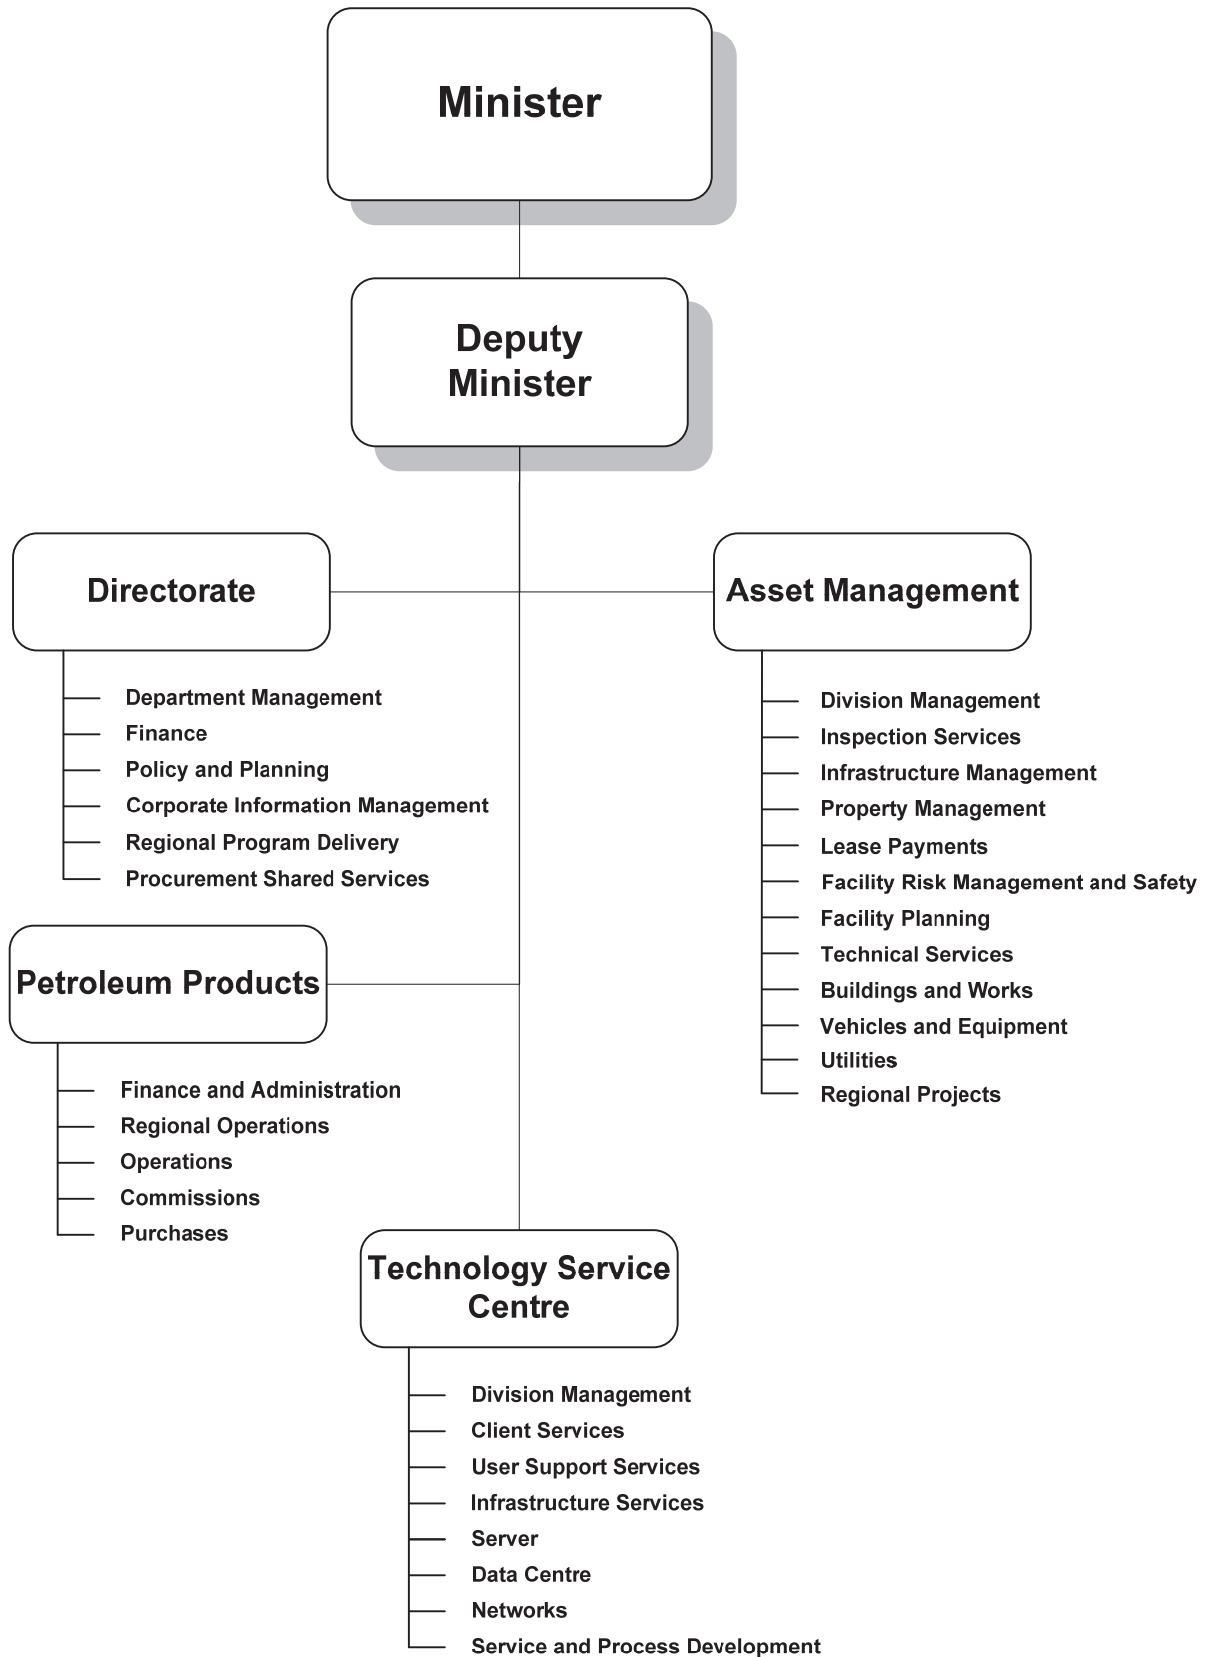 Minister
Deputy
Minister
Directorate
Department Management
Finance
Policy and Planning
Corporate Information Management
Regional Program Delivery
Procurement Shared Services
Asset Management
Division Management
Inspection Services
Infrastructure Management
Property Management
Lease Payments
Facility Risk Management and Safety
Facility Planning
Technical Services
Buildings and Works
Vehicles and Equipment
Utilities
Regional Projects
Petroleum Products
Finance and Administration
Regional Operations
Operations
Commissions
Purchases
Technology Service
Centre
Division Management
Client Services
User Support Services
Infrastructure Services
Server
Data Centre
Networks
Service and Process Development